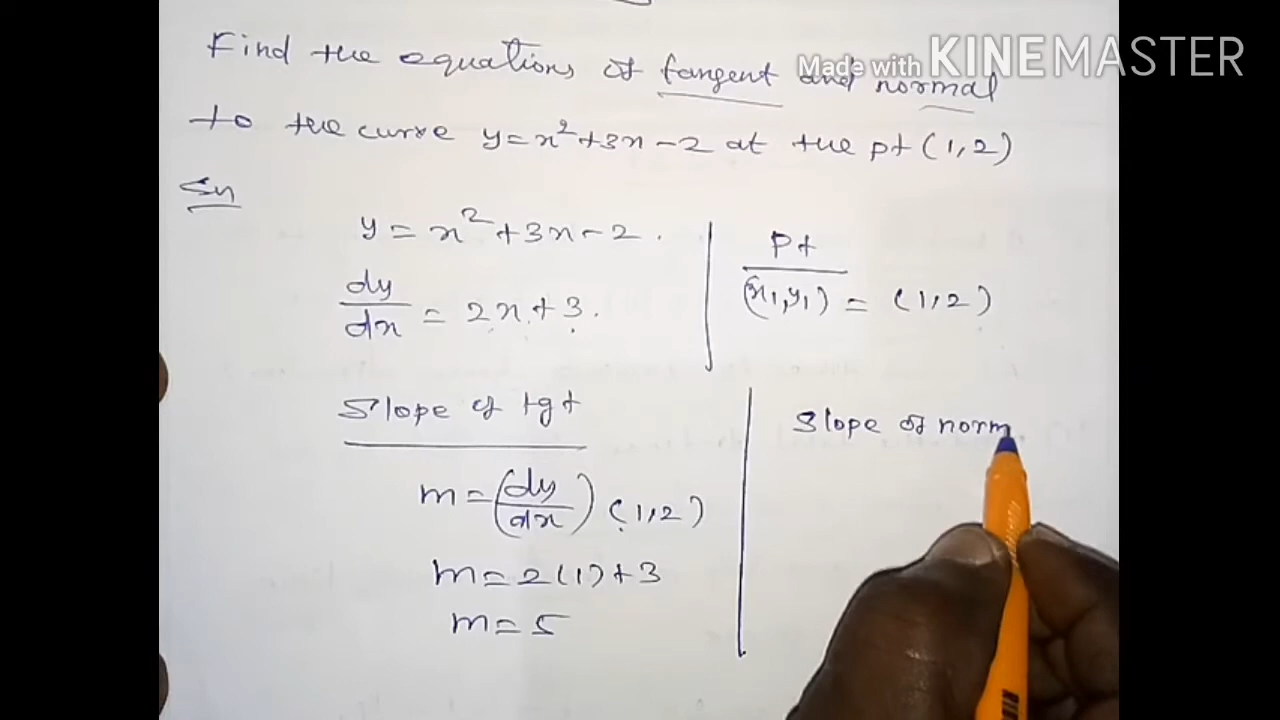 Find the equations of tangent and normal
Made with KINEMASTER
to the curve y=x²+3x-2 at the pt (1,2)
Sn
y = x²+3x-2.
dy/dx = 2x+3.
Pt
(x₁,y₁) = (1,2)
Slope of tgt
m = (dy/dx) (1,2)
m = 2(1)+3
m = 5
Slope of norm